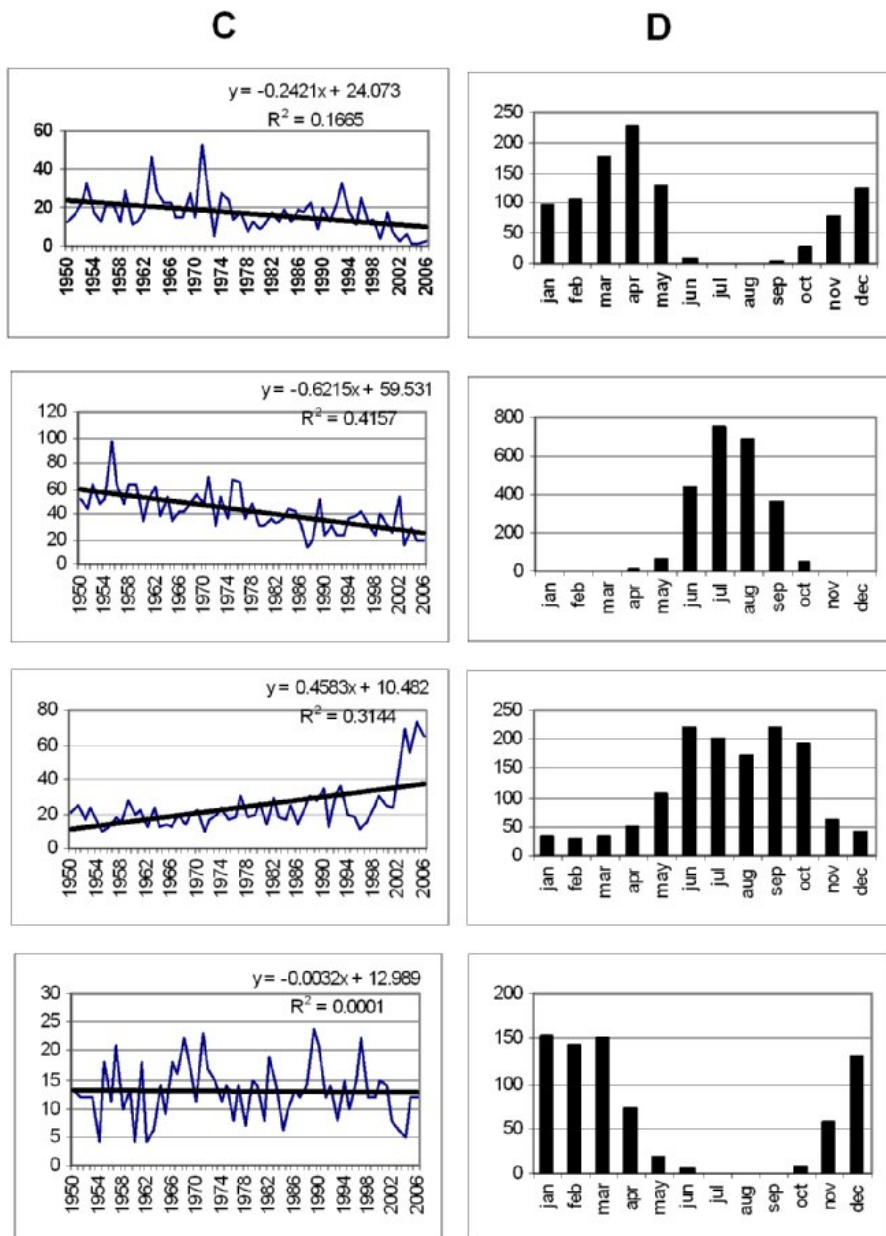 C
D
y = -0.2421x + 24.073
R² = 0.1665
60
40
20
0
1950
1954
1958
1962
1966
1970
1974
1978
1982
1986
1990
1994
1998
2002
2006
250
200
150
100
50
0
jan
feb
mar
apr
may
jun
jul
aug
sep
oct
nov
dec
y = -0.6215x + 59.531
R² = 0.4157
120
100
80
60
40
20
0
1950
1954
1958
1962
1966
1970
1974
1978
1982
1986
1990
1994
1998
2002
2006
800
600
400
200
0
jan
feb
mar
apr
may
jun
jul
aug
sep
oct
nov
dec
y = 0.4583x + 10.482
R² = 0.3144
80
60
40
20
0
1950
1954
1958
1962
1966
1970
1974
1978
1982
1986
1990
1994
1998
2002
2006
250
200
150
100
50
0
jan
feb
mar
apr
may
jun
jul
aug
sep
oct
nov
dec
y = -0.0032x + 12.989
R² = 0.0001
30
25
20
15
10
5
0
1950
1954
1958
1962
1966
1970
1974
1978
1982
1986
1990
1994
1998
2002
2006
200
150
100
50
0
jan
feb
mar
apr
may
jun
jul
aug
sep
oct
nov
dec